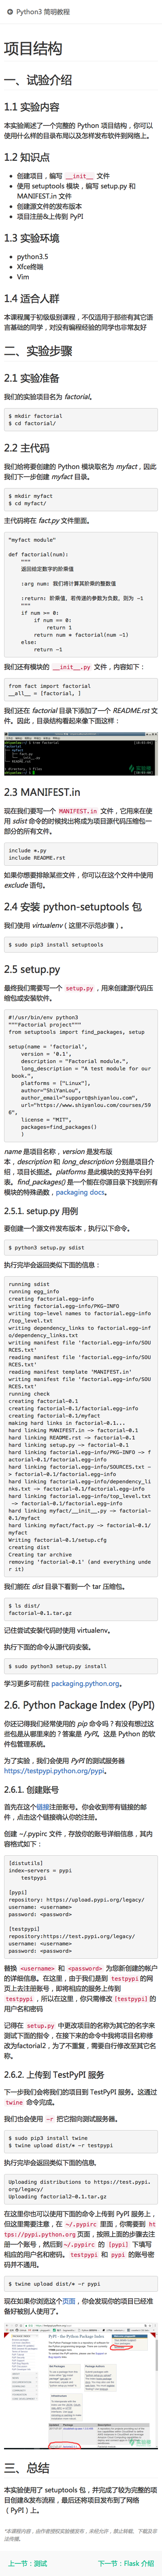 Python3 简明教程
项目结构
一、试验介绍
1.1 实验内容
本实验阐述了一个完整的 Python 项目结构，你可以
使用什么样的目录布局以及怎样发布软件到网络上。
1.2 知识点
创建项目，编写 __init__ 文件
使用 setuptools 模块，编写 setup.py 和
MANIFEST.in 文件
创建源文件的发布版本
项目注册&上传到 PyPI
1.3 实验环境
python3.5
Xfce终端
Vim
1.4 适合人群
本课程属于初级级别课程，不仅适用于那些有其它语
言基础的同学，对没有编程经验的同学也非常友好
二、实验步骤
2.1 实验准备
我们的实验项目名为 factorial。
$ mkdir factorial
$ cd factorial/
2.2 主代码
我们给将要创建的 Python 模块取名为 myfact，因此
我们下一步创建 myfact 目录。
$ mkdir myfact
$ cd myfact/
主代码将在 fact.py 文件里面。
"myfact module"
def factorial(num):
"""
返回给定数字的阶乘值
:arg num: 我们将计算其阶乘的整数值
:return: 阶乘值，若传递的参数为负数，则为 -1
"""
if num >= 0:
if num == 0:
return 1
return num * factorial(num -1)
else:
return -1
我们还有模块的 __init__.py 文件，内容如下：
from fact import factorial
__all__ = [factorial, ]
我们还在 factorial 目录下添加了一个 README.rst 文
件。因此，目录结构看起来像下面这样：
2.3 MANIFEST.in
现在我们要写一个 MANIFEST.in 文件，它用来在使
用 sdist 命令的时候找出将成为项目源代码压缩包一
部分的所有文件。
include *.py
include README.rst
如果你想要排除某些文件，你可以在这个文件中使用
exclude 语句。
2.4 安装 python-setuptools 包
我们使用 virtualenv（这里不示范步骤）。
$ sudo pip3 install setuptools
2.5 setup.py
最终我们需要写一个 setup.py，用来创建源代码压
缩包或安装软件。
#!/usr/bin/env python3
"""Factorial project"""
from setuptools import find_packages, setup
setup(name = 'factorial',
version = '0.1',
description = "Factorial module.",
long_description = "A test module for our
book.",
platforms = ["Linux"],
author="ShiYanLou",
author_email="support@shiyanlou.com",
url="https://www.shiyanlou.com/courses/59
6",
license = "MIT",
packages=find_packages()
)
name 是项目名称，version 是发布版
本，description 和 long_description 分别是项目介
绍，项目长描述。platforms 是此模块的支持平台列
表。find_packages() 是一个能在你源目录下找到所有
模块的特殊函数，packaging docs。
2.5.1. setup.py 用例
要创建一个源文件发布版本，执行以下命令。
$ python3 setup.py sdist
执行完毕会返回类似下面的信息：
running sdist
running egg_info
creating factorial.egg-info
writing factorial.egg-info/PKG-INFO
writing top-level names to factorial.egg-info
/top_level.txt
writing dependency_links to factorial.egg-inf
o/dependency_links.txt
writing manifest file 'factorial.egg-info/SOU
RCES.txt'
reading manifest file 'factorial.egg-info/SOU
RCES.txt'
reading manifest template 'MANIFEST.in'
writing manifest file 'factorial.egg-info/SOU
RCES.txt'
running check
creating factorial-0.1
creating factorial-0.1/factorial.egg-info
creating factorial-0.1/myfact
making hard links in factorial-0.1...
hard linking MANIFEST.in -> factorial-0.1
hard linking README.rst -> factorial-0.1
hard linking setup.py -> factorial-0.1
hard linking factorial.egg-info/PKG-INFO -> f
actorial-0.1/factorial.egg-info
hard linking factorial.egg-info/SOURCES.txt -
> factorial-0.1/factorial.egg-info
hard linking factorial.egg-info/dependency_li
nks.txt -> factorial-0.1/factorial.egg-info
hard linking factorial.egg-info/top_level.txt
-> factorial-0.1/factorial.egg-info
hard linking myfact/__init__.py -> factorial-
0.1/myfact
hard linking myfact/fact.py -> factorial-0.1/
myfact
Writing factorial-0.1/setup.cfg
creating dist
Creating tar archive
removing 'factorial-0.1' (and everything unde
r it)
我们能在 dist 目录下看到一个 tar 压缩包。
$ ls dist/
factorial-0.1.tar.gz
记住尝试安装代码时使用 virtualenv。
执行下面的命令从源代码安装。
$ sudo python3 setup.py install
学习更多可前往 packaging.python.org。
2.6. Python Package Index (PyPI)
你还记得我们经常使用的 pip 命令吗？有没有想过这
些包是从哪里来的？答案是 PyPI。这是 Python 的软
件包管理系统。
为了实验，我们会使用 PyPI 的测试服务器
https://testpypi.python.org/pypi。
2.6.1. 创建账号
首先在这个链接注册账号。你会收到带有链接的邮
件，点击这个链接确认你的注册。
创建 ~/.pypirc 文件，存放你的账号详细信息，其内
容格式如下：
[distutils]
index-servers = pypi
testpypi
[pypi]
repository: https://upload.pypi.org/legacy/
username: <username>
password: <password>
[testpypi]
repository:https://test.pypi.org/legacy/
username: <username>
password: <password>
替换 <username> 和 <password> 为您新创建的帐户
的详细信息。在这里，由于我们是到 testpypi的网
页上去注册账号，即将相应的服务上传到
testpypi，所以在这里，你只需修改[testpypi]的
用户名和密码
记得在 setup.py 中更改项目的名称为其它的名字来
测试下面的指令，在接下来的命令中我将项目名称修
改为factorial2，为了不重复，需要自行修改至其它名
称。
2.6.2. 上传到 TestPyPI 服务
下一步我们会将我们的项目到 TestPyPI 服务。这通过
twine 命令完成。
我们也会使用 -r 把它指向测试服务器。
$ sudo pip3 install twine
$ twine upload dist/* -r testpypi
执行完毕会返回类似下面的信息.
Uploading distributions to https://test.pypi.
org/legacy/
Uploading factorial2-0.1.tar.gz
在这里你也可以使用下面的命令上传到 PyPI 服务上，
但这里需要注意，在 ~/.pypirc 里面，你需要到 ht
tps://pypi.python.org页面，按照上面的步骤去注
册一个账号，然后到~/.pypirc 的 [pypi] 下填写
相应的用户名和密码。testpypi 和 pypi 的账号密
码并不通用。
$ twine upload dist/* -r pypi
现在如果你浏览这个页面，你会发现你的项目已经准
备好被别人使用了。
三、总结
本实验使用了 setuptools 包，并完成了较为完整的项
目创建&发布流程，最后还将项目发布到了网络
（PyPI）上。
*本课程内容，由作者授权实验楼发布，未经允许，禁止转载、下载及非
法传播。
上一节：测试
下一节：Flask 介绍